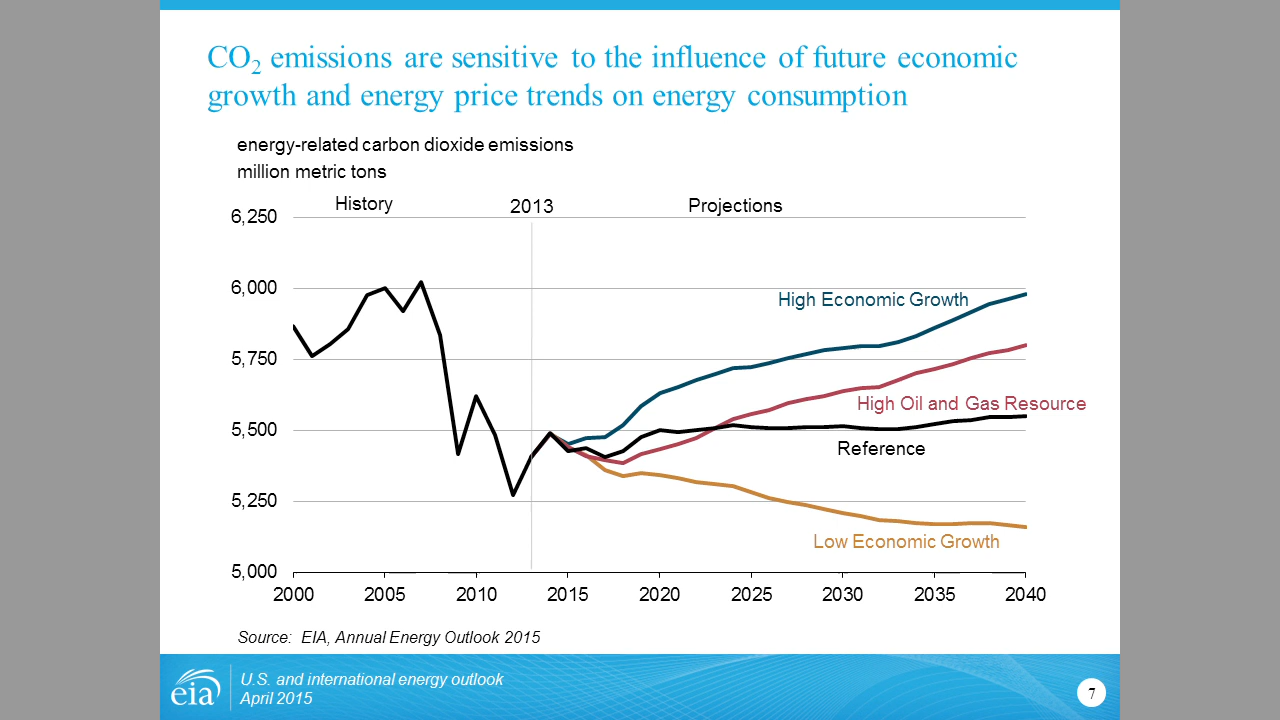 CO₂ emissions are sensitive to the influence of future economic
growth and energy price trends on energy consumption
energy-related carbon dioxide emissions
million metric tons
History
2013
Projections
6,250
6,000
5,750
5,500
5,250
5,000
High Economic Growth
High Oil and Gas Resource
Reference
Low Economic Growth
2000 2005 2010 2015 2020 2025 2030 2035 2040
Source: EIA, Annual Energy Outlook 2015
eia
U.S. and international energy outlook
April 2015
7